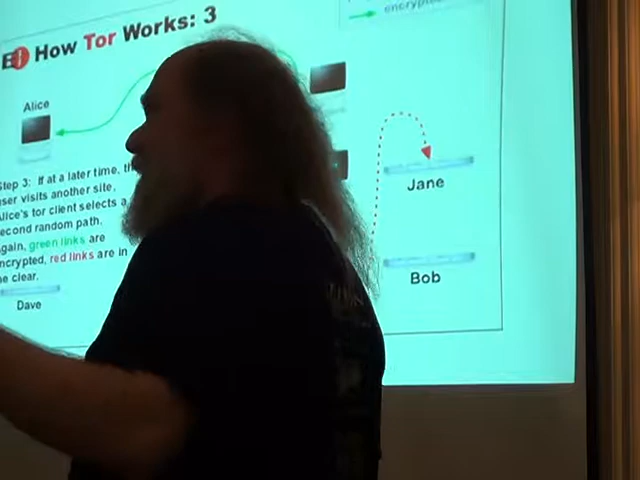 How Tor Works: 3
encrypted
Alice
Step 3: If at a later time, th
user visits another site,
Alice's tor client selects a
second random path.
Again, green links are
encrypted, red links are in
the clear.
Jane
Bob
Dave